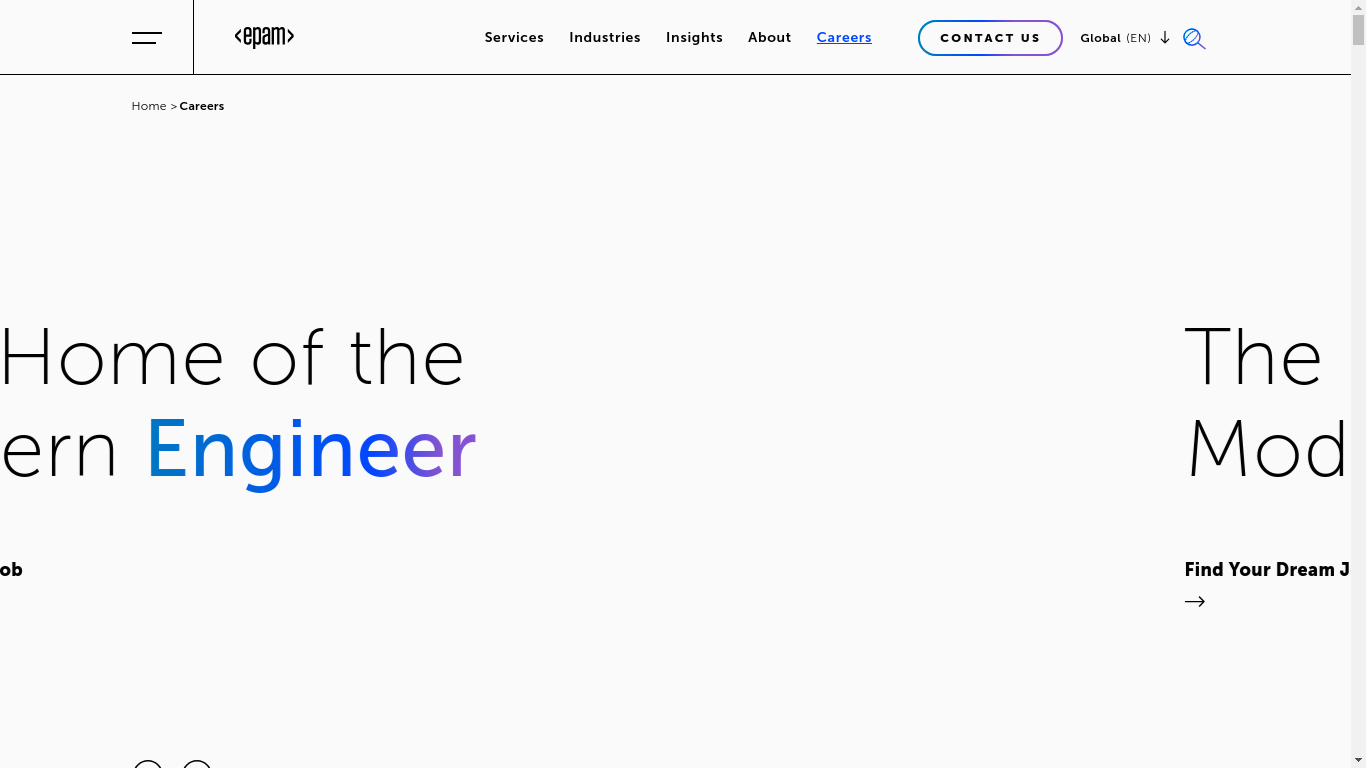 <epam>
Services Industries Insights About Careers
CONTACT US
Global (EN)
Home > Careers
Home of the
ern Engineer
ob
The
Mod
Find Your Dream J